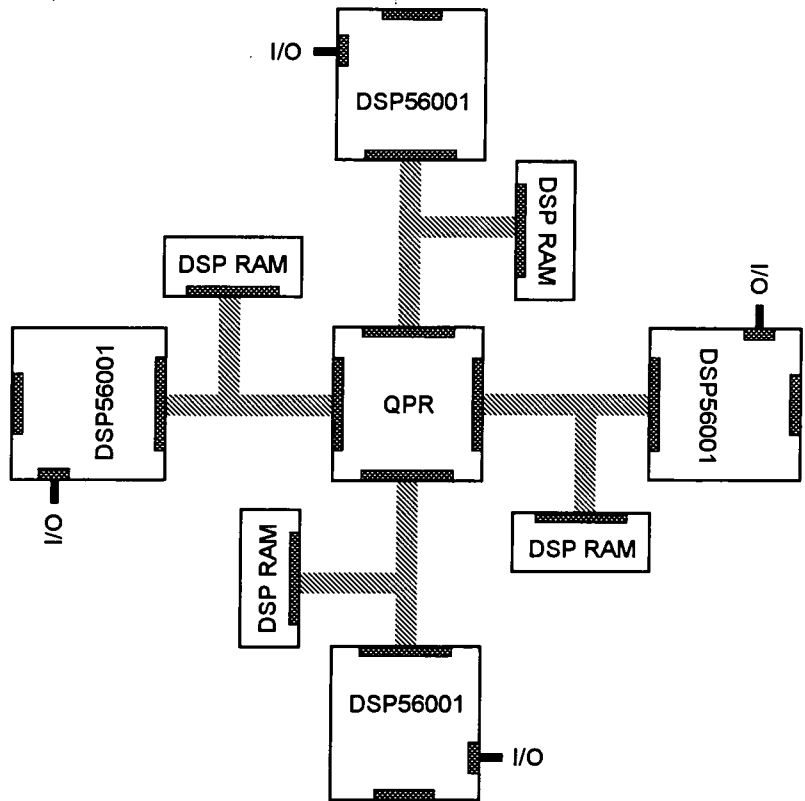 I/O
DSP56001
DSP RAM
DSP RAM
I/O
DSP56001
QPR
DSP56001
I/O
DSP RAM
DSP RAM
DSP56001
I/O